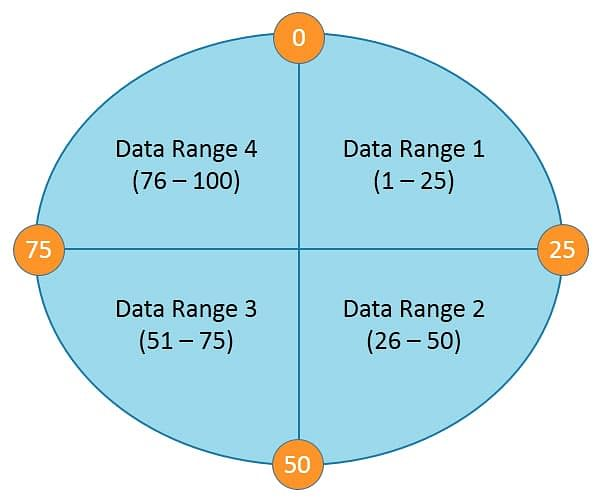 0
Data Range 4
(76 – 100)
Data Range 1
(1 – 25)
75
25
Data Range 3
(51 – 75)
Data Range 2
(26 – 50)
50